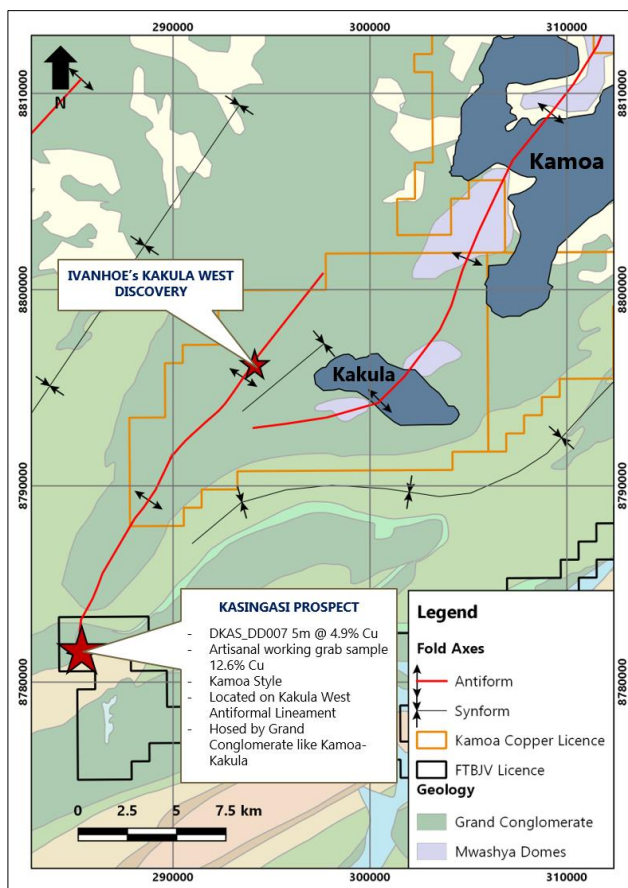 290000 300000 310000
8810000
8810000
N
Kamoa
IVANHOE's KAKULA WEST
DISCOVERY
8800000
8800000
Kakula
8790000
8790000
KASINGASI PROSPECT
- DKAS_DD007 5m @ 4.9% Cu
- Artisanal working grab sample
12.6% Cu
- Kamoa Style
- Located on Kakula West
Antiformal Lineament
- Hosed by Grand
Conglomerate like Kamoa-
Kakula
8780000
Legend
Fold Axes
Antiform
Synform
Kamoa Copper Licence
FTBJV Licence
Geology
Grand Conglomerate
Mwashya Domes
0 2.5 5 7.5 km
290000 300000 310000